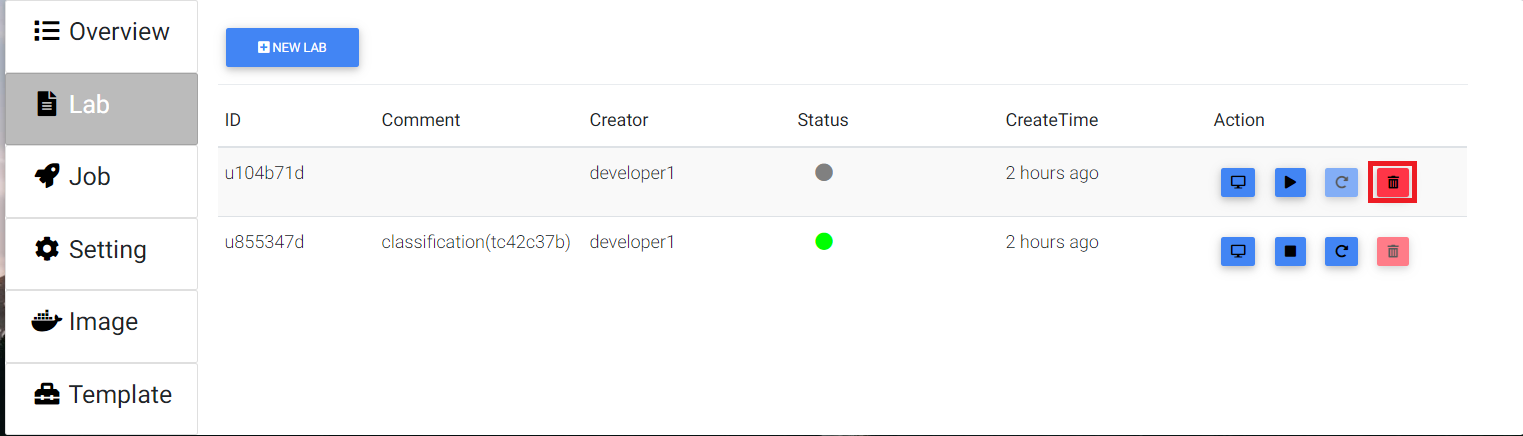 Overview
Lab
Job
Setting
Image
Template
NEW LAB
ID Comment Creator Status CreateTime Action
u104b71d developer1 2 hours ago
u855347d classification(tc42c37b) developer1 2 hours ago